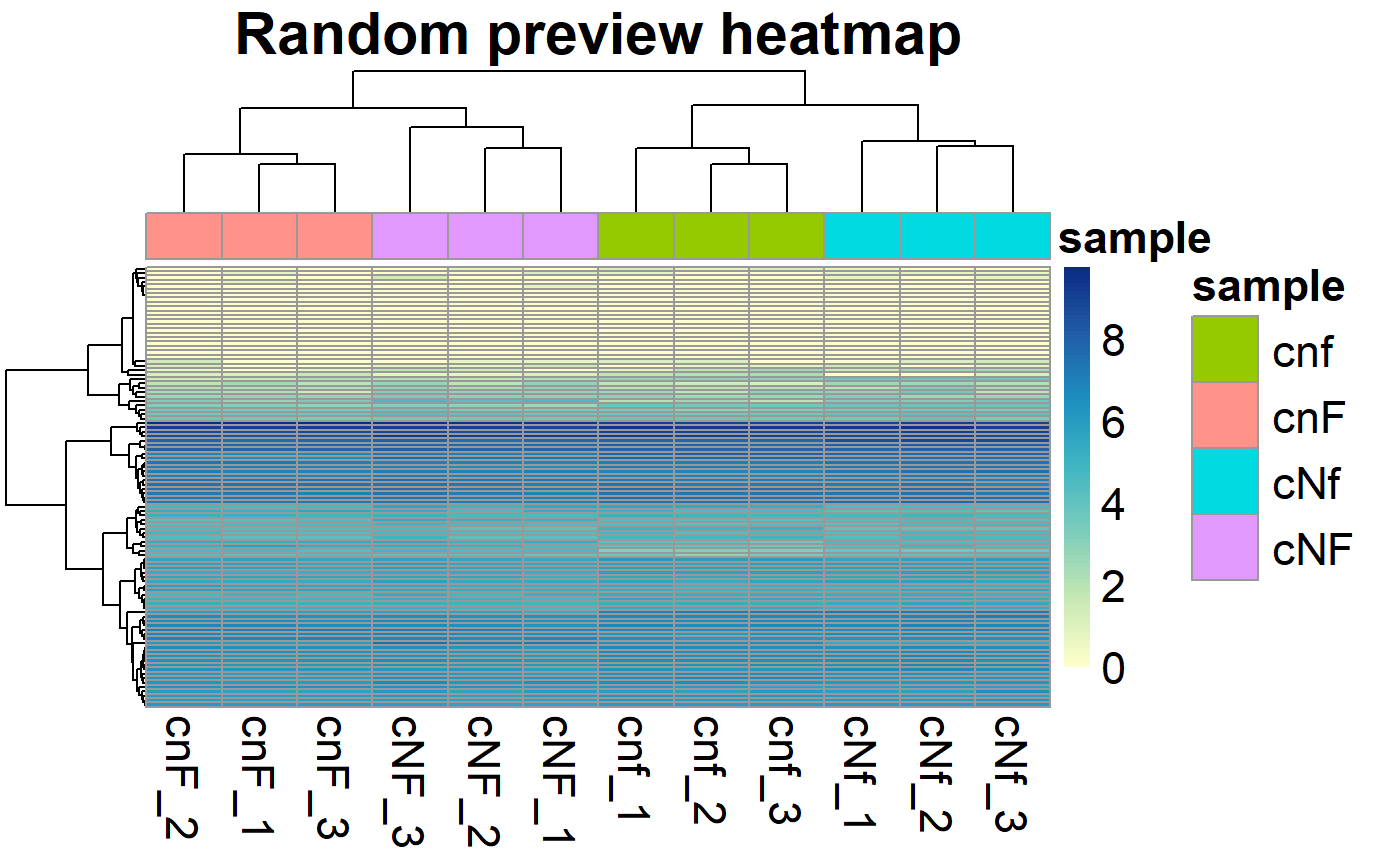 Random preview heatmap
sample
8
6
4
2
0
sample
cnf
cnF
cNf
cNF
cnF_2
cnF_1
cnF_3
cNF_3
cNF_2
cNF_1
cnf_1
cnf_2
cnf_3
cNf_1
cNf_2
cNf_3